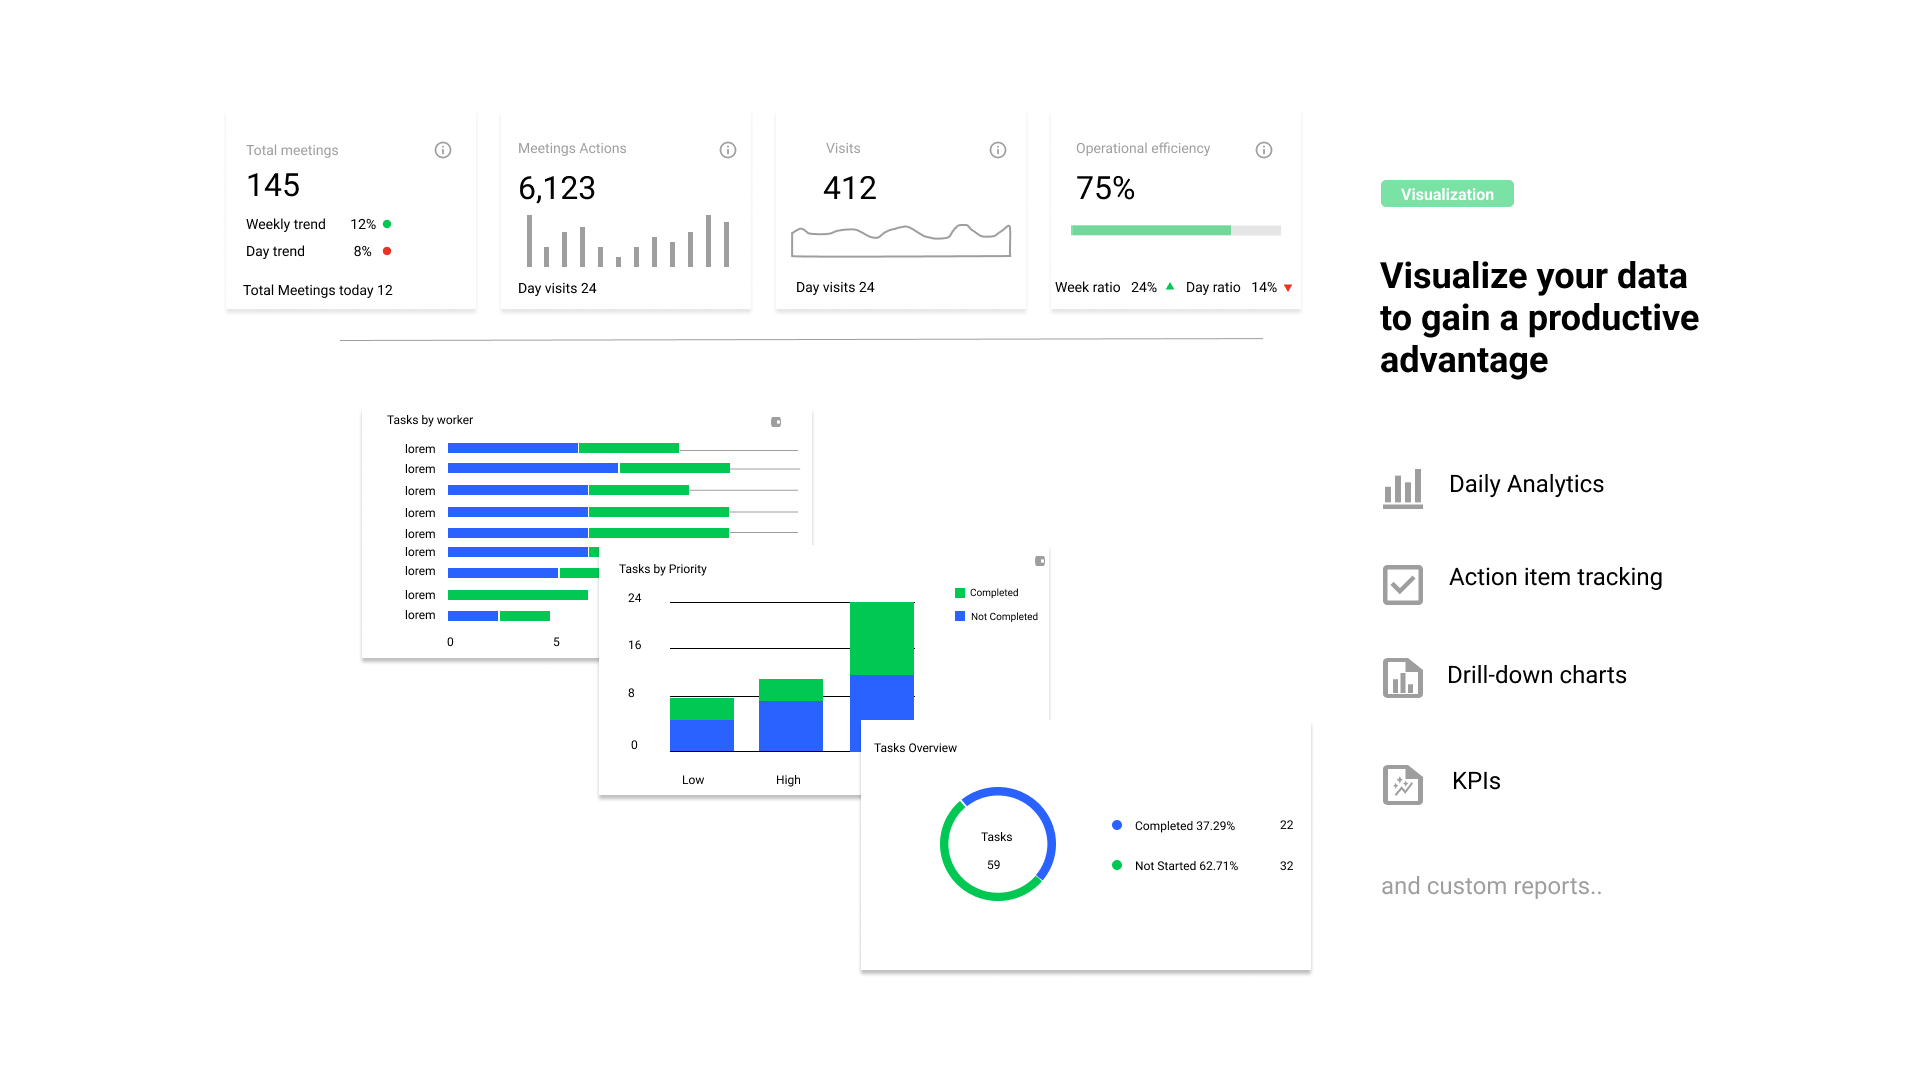 Total meetings
145
Weekly trend 12%
Day trend 8%
Total Meetings today 12
Meetings Actions
6,123
Day visits 24
Visits
412
Day visits 24
Operational efficiency
75%
Week ratio 24% Day ratio 14%
Visualization
Visualize your data
to gain a productive
advantage
Daily Analytics
Action item tracking
Drill-down charts
KPIs
and custom reports..
Tasks by worker
lorem
lorem
lorem
lorem
lorem
lorem
lorem
lorem
lorem
0 5
Tasks by Priority
24
16
8
0
Low High
Completed
Not Completed
Tasks Overview
Tasks
59
Completed 37.29% 22
Not Started 62.71% 32